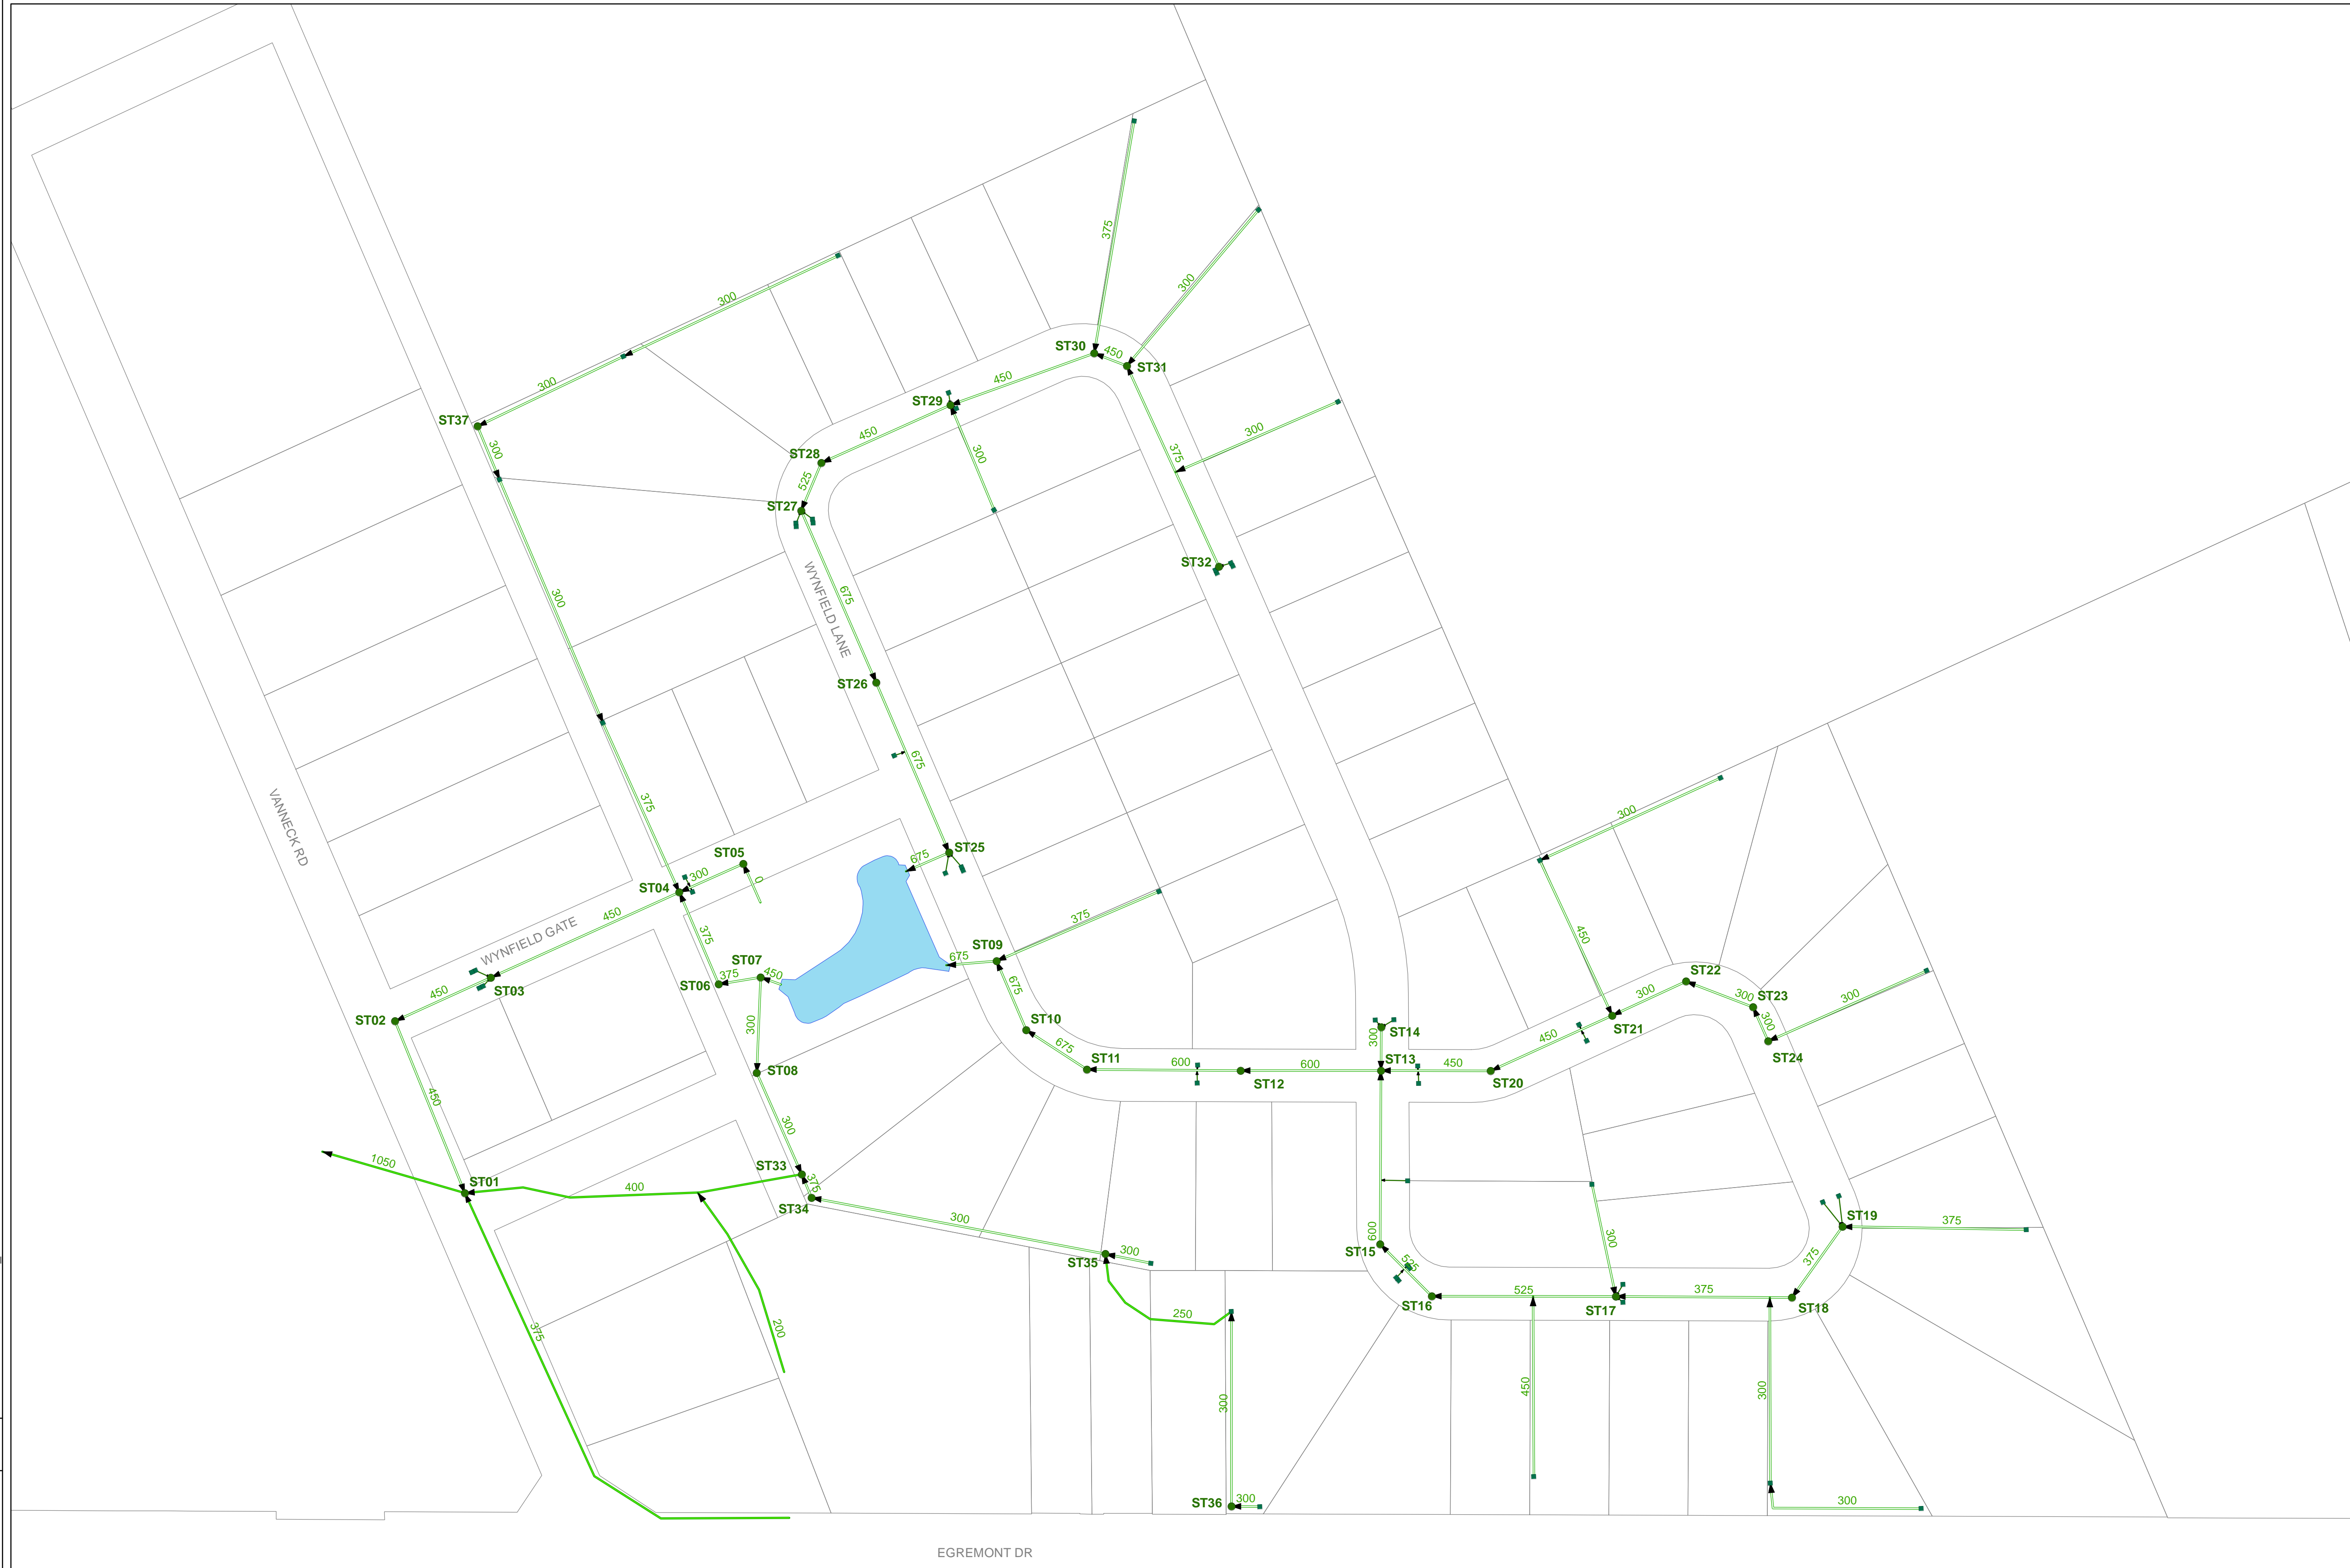 375
300
ST30
450
ST31
300
450
300
ST29
ST37
300
450
300
375
ST28
300
525
ST27
ST32
300
675
WYNFIELD LANE
ST26
675
375
300
VANNECK RD
ST05
675
ST25
300
0
ST04
450
375
375
WYNFIELD GATE
450
ST09
ST22
ST07
675
375
450
ST06
ST03
300
300
ST23
450
675
300
ST02
ST21
300
ST10
ST14
450
300
ST24
675
ST11
600
600
ST13
450
ST12
ST20
ST08
450
300
1050
ST33
ST01
400
375
ST34
300
ST19
375
600
300
ST15
ST35
300
525
375
525
375
ST16
ST17
ST18
250
200
375
300
450
300
ST36
300
300
EGREMONT DR